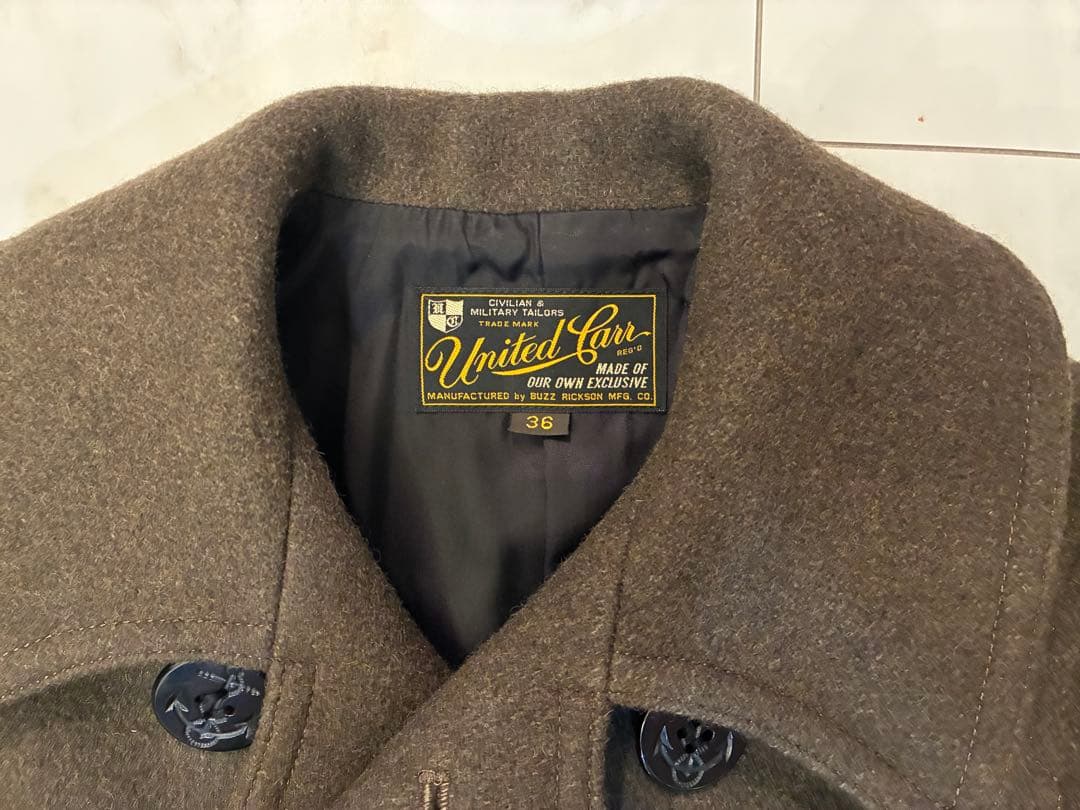 CIVILIAN &
MILITARY TAILORS
TRADE MARK
United Carr
REG'D
MADE OF
OUR OWN EXCLUSIVE
MANUFACTURED by BUZZ RICKSON MFG. CO.
36